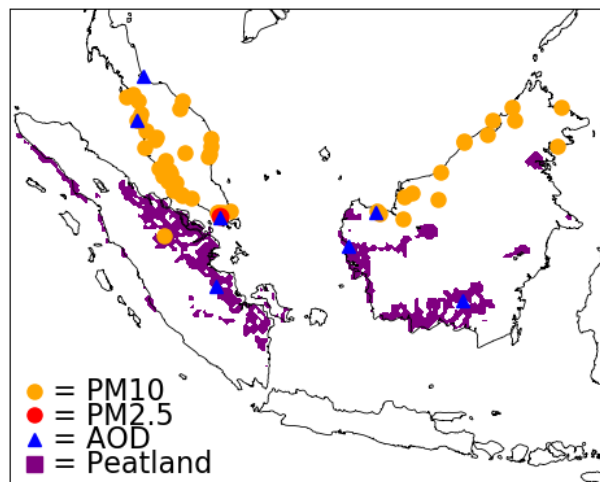 = PM10
= PM2.5
= AOD
= Peatland